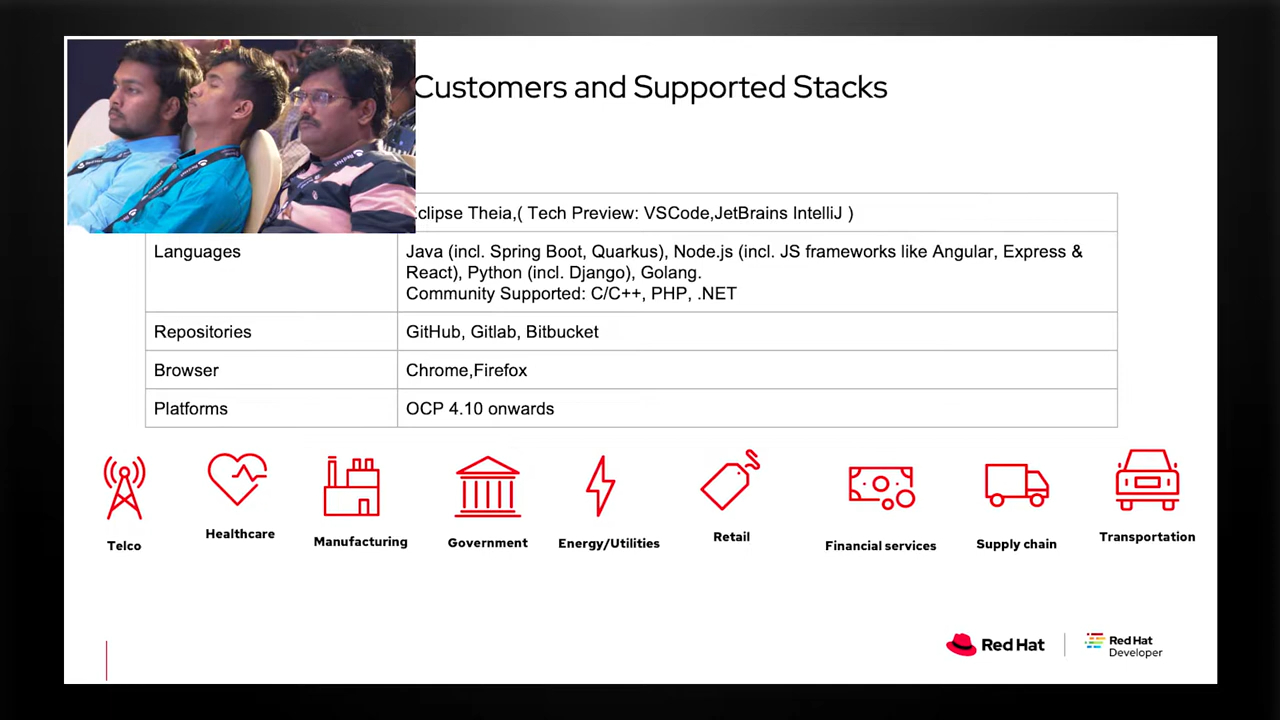 Customers and Supported Stacks
clipse Theia,( Tech Preview: VSCode,JetBrains IntelliJ )
Languages
Java (incl. Spring Boot, Quarkus), Node.js (incl. JS frameworks like Angular, Express &
React), Python (incl. Django), Golang.
Community Supported: C/C++, PHP, .NET
Repositories
GitHub, Gitlab, Bitbucket
Browser
Chrome,Firefox
Platforms
OCP 4.10 onwards
Telco
Healthcare
Manufacturing
Government
Energy/Utilities
Retail
Financial services
Supply chain
Transportation
Red Hat
Red Hat
Developer